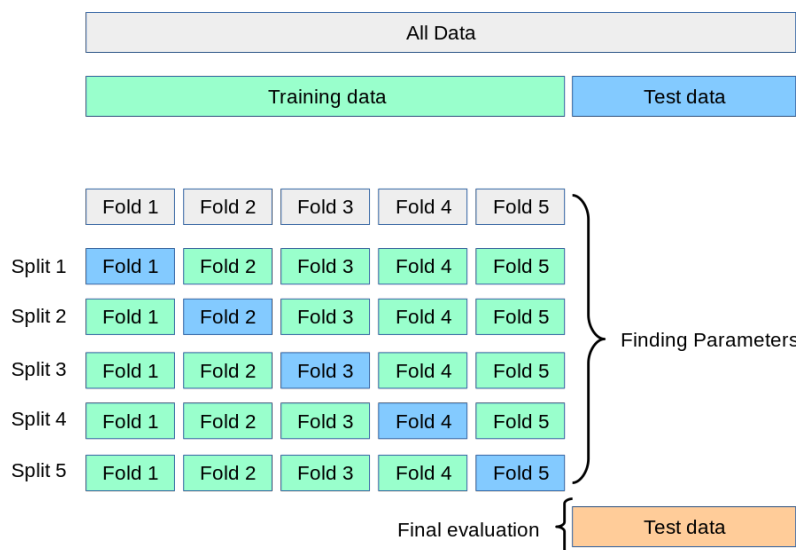 All Data
Training data Test data
Fold 1 Fold 2 Fold 3 Fold 4 Fold 5
Split 1 Fold 1 Fold 2 Fold 3 Fold 4 Fold 5
Split 2 Fold 1 Fold 2 Fold 3 Fold 4 Fold 5
Finding Parameters
Split 3 Fold 1 Fold 2 Fold 3 Fold 4 Fold 5
Split 4 Fold 1 Fold 2 Fold 3 Fold 4 Fold 5
Split 5 Fold 1 Fold 2 Fold 3 Fold 4 Fold 5
Final evaluation Test data